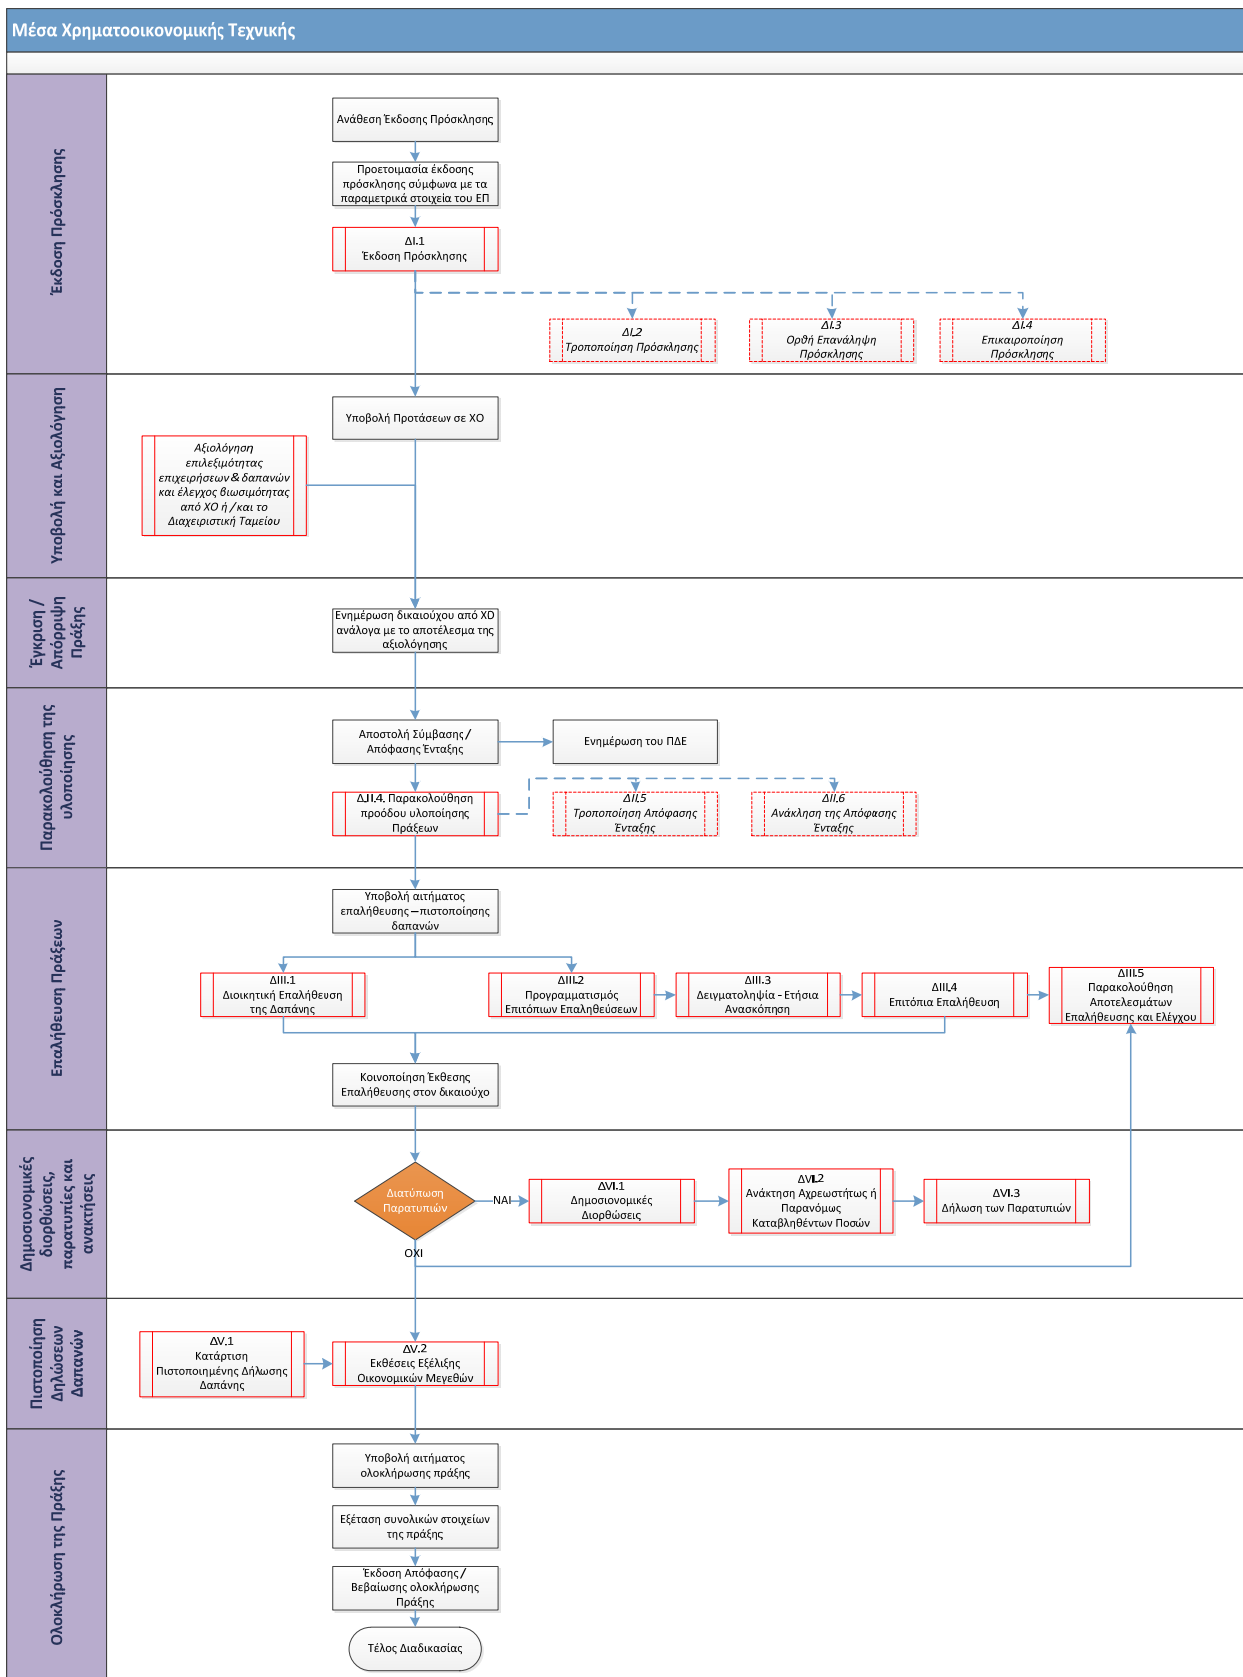 Μέσα Χρηματοοικονομικής Τεχνικής
Έκδοση Πρόσκλησης
Ανάθεση Έκδοσης Πρόσκλησης
Προετοιμασία έκδοσης
πρόσκλησης σύμφωνα με τα
παραμετρικά στοιχεία του ΕΠ
ΔΙ.1
Έκδοση Πρόσκλησης
ΔΙ.2
Τροποποίηση Πρόσκλησης
ΔΙ.3
Ορθή Επανάληψη
Πρόσκλησης
ΔΙ.4
Επικαιροποίηση
Πρόσκλησης
Υποβολή και Αξιολόγηση
Υποβολή Προτάσεων σε ΧΟ
Αξιολόγηση
επιλεξιμότητας
επιχειρήσεων & δαπανών
και έλεγχος βιωσιμότητας
από ΧΟ ή /και το
Διαχειριστική Ταμείου
Έγκριση /
Απόρριψη
Πράξης
Ενημέρωση δικαιούχου από ΧD
ανάλογα με το αποτέλεσμα της
αξιολόγησης
Παρακολούθηση της
υλοποίησης
Αποστολή Σύμβασης /
Απόφασης Ένταξης
Ενημέρωση του ΠΔΕ
Δ.ΙΙ.4. Παρακολούθηση
προόδου υλοποίησης
Πράξεων
ΔΙΙ.5
Τροποποίηση Απόφασης
Ένταξης
ΔΙΙ.6
Ανάκληση της Απόφασης
Ένταξης
Επαλήθευση Πράξεων
Υποβολή αιτήματος
επαλήθευσης – πιστοποίησης
δαπανών
ΔΙΙΙ.1
Διοικητική Επαλήθευση
της Δαπάνης
ΔΙΙΙ.2
Προγραμματισμός
Επιτόπιων Επαληθεύσεων
ΔΙΙΙ.3
Δειγματοληψία - Ετήσια
Ανασκόπηση
ΔΙΙΙ.4
Επιτόπια Επαλήθευση
ΔΙΙΙ.5
Παρακολούθηση
Αποτελεσμάτων
Επαλήθευσης και Ελέγχου
Κοινοποίηση Έκθεσης
Επαλήθευσης στον δικαιούχο
Δημοσιονομικές
διορθώσεις,
παρατυπίες και
ανακτήσεις
Διατύπωση
Παρατυπιών
ΝΑΙ
ΔVI.1
Δημοσιονομικές
Διορθώσεις
ΔVI.2
Ανάκτηση Αχρεωστήτως ή
Παρανόμως
Καταβληθέντων Ποσών
ΔVI.3
Δήλωση των Παρατυπιών
ΟΧΙ
Πιστοποίηση
Δηλώσεων
Δαπανών
ΔV.1
Κατάρτιση
Πιστοποιημένης Δήλωσης
Δαπάνης
ΔV.2
Εκθέσεις Εξέλιξης
Οικονομικών Μεγεθών
Ολοκλήρωση της Πράξης
Υποβολή αιτήματος
ολοκλήρωσης πράξης
Εξέταση συνολικών στοιχείων
της πράξης
Έκδοση Απόφασης /
Βεβαίωσης ολοκλήρωσης
Πράξης
Τέλος Διαδικασίας